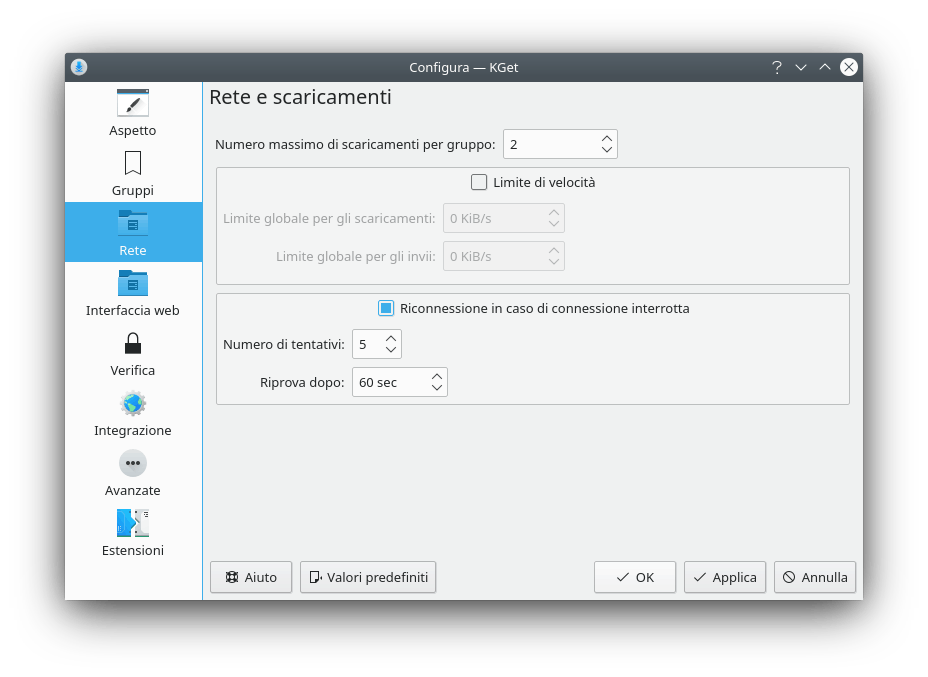 Configura — KGet
Aspetto
Gruppi
Rete
Interfaccia web
Verifica
Integrazione
Avanzate
Estensioni
Rete e scaricamenti
Numero massimo di scaricamenti per gruppo: 2
Limite di velocità
Limite globale per gli scaricamenti: 0 KiB/s
Limite globale per gli invii: 0 KiB/s
Riconnessione in caso di connessione interrotta
Numero di tentativi: 5
Riprova dopo: 60 sec
Aiuto Valori predefiniti OK Applica Annulla